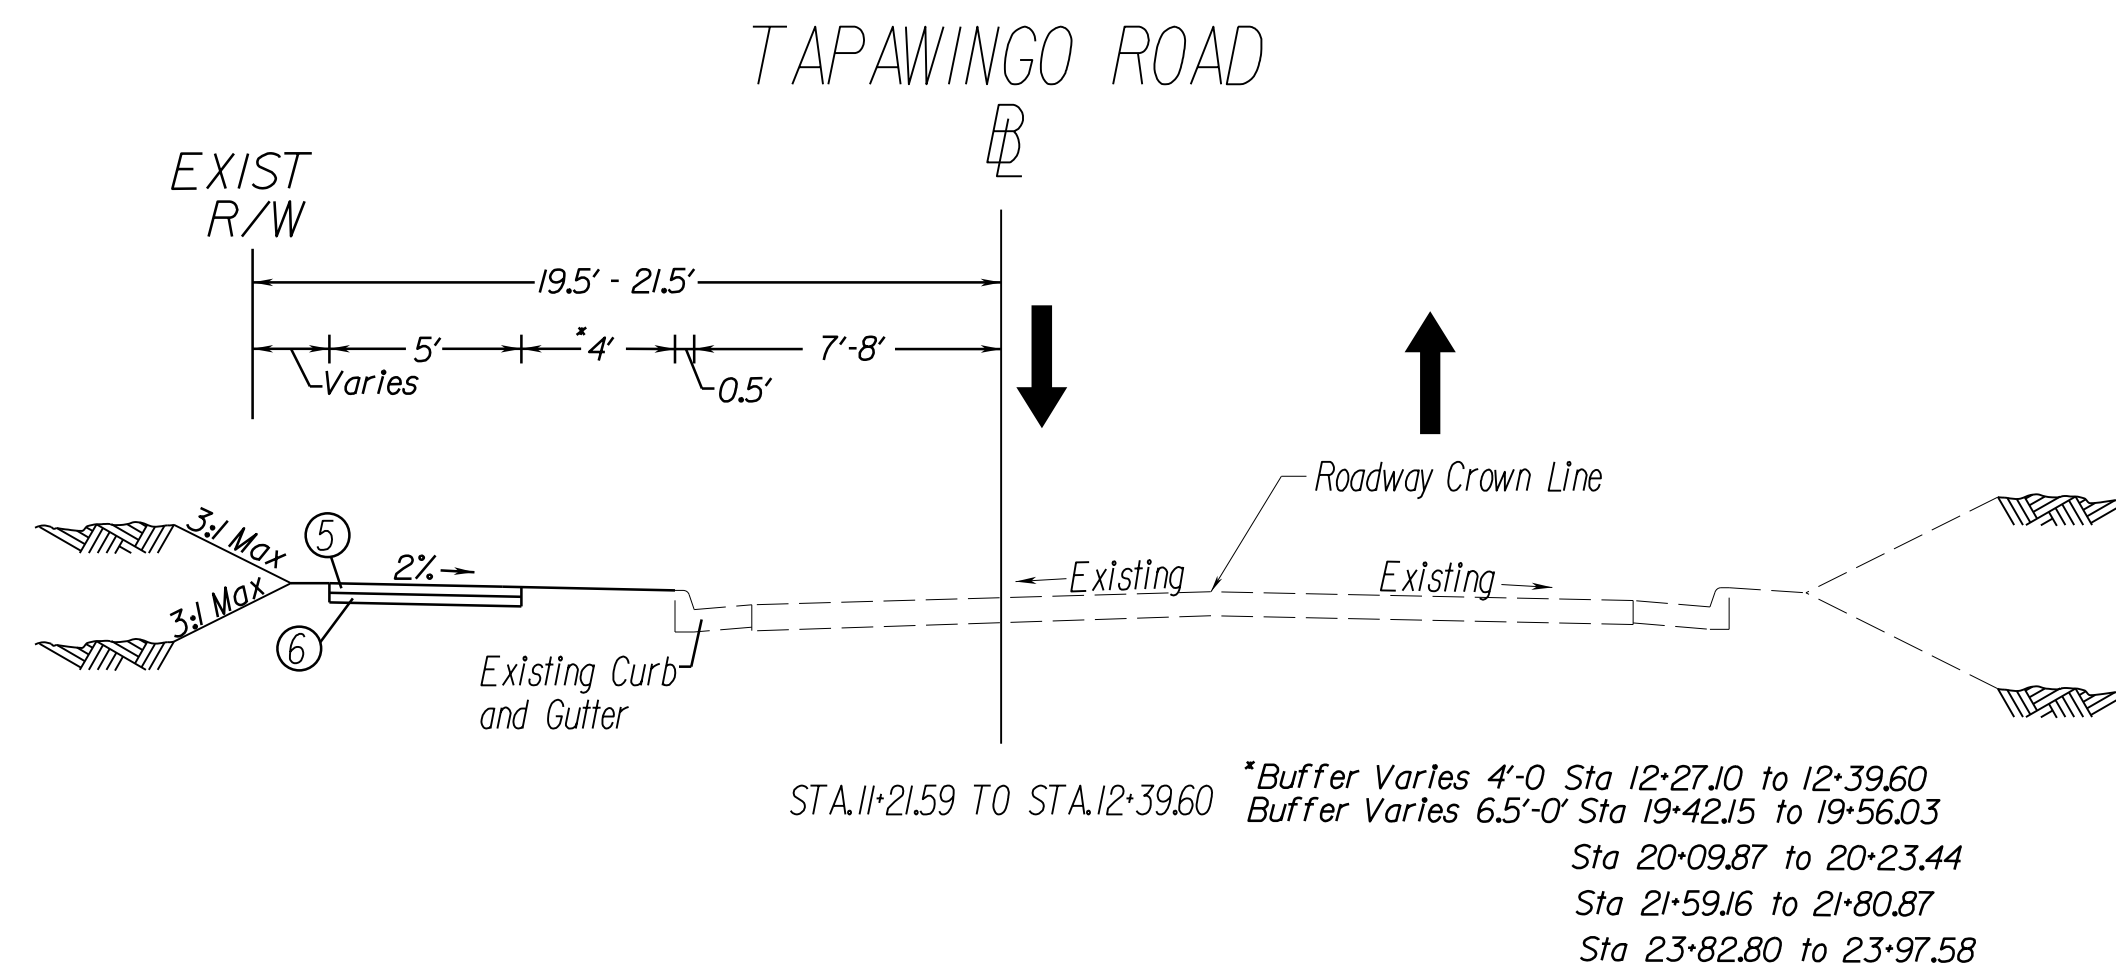 TAPAWINGO ROAD
BL
EXIST
R/W
19.5' - 21.5'
5'
*4'
7'-8'
Varies
0.5'
Roadway Crown Line
3:1 Max
5
2%
Existing
Existing
3:1 Max
6
Existing Curb
and Gutter
STA.11+21.59 TO STA.12+39.60
*Buffer Varies 4'-0 Sta 12+27.10 to 12+39.60
Buffer Varies 6.5'-0' Sta 19+42.15 to 19+56.03
Sta 20+09.87 to 20+23.44
Sta 21+59.16 to 21+80.87
Sta 23+82.80 to 23+97.58